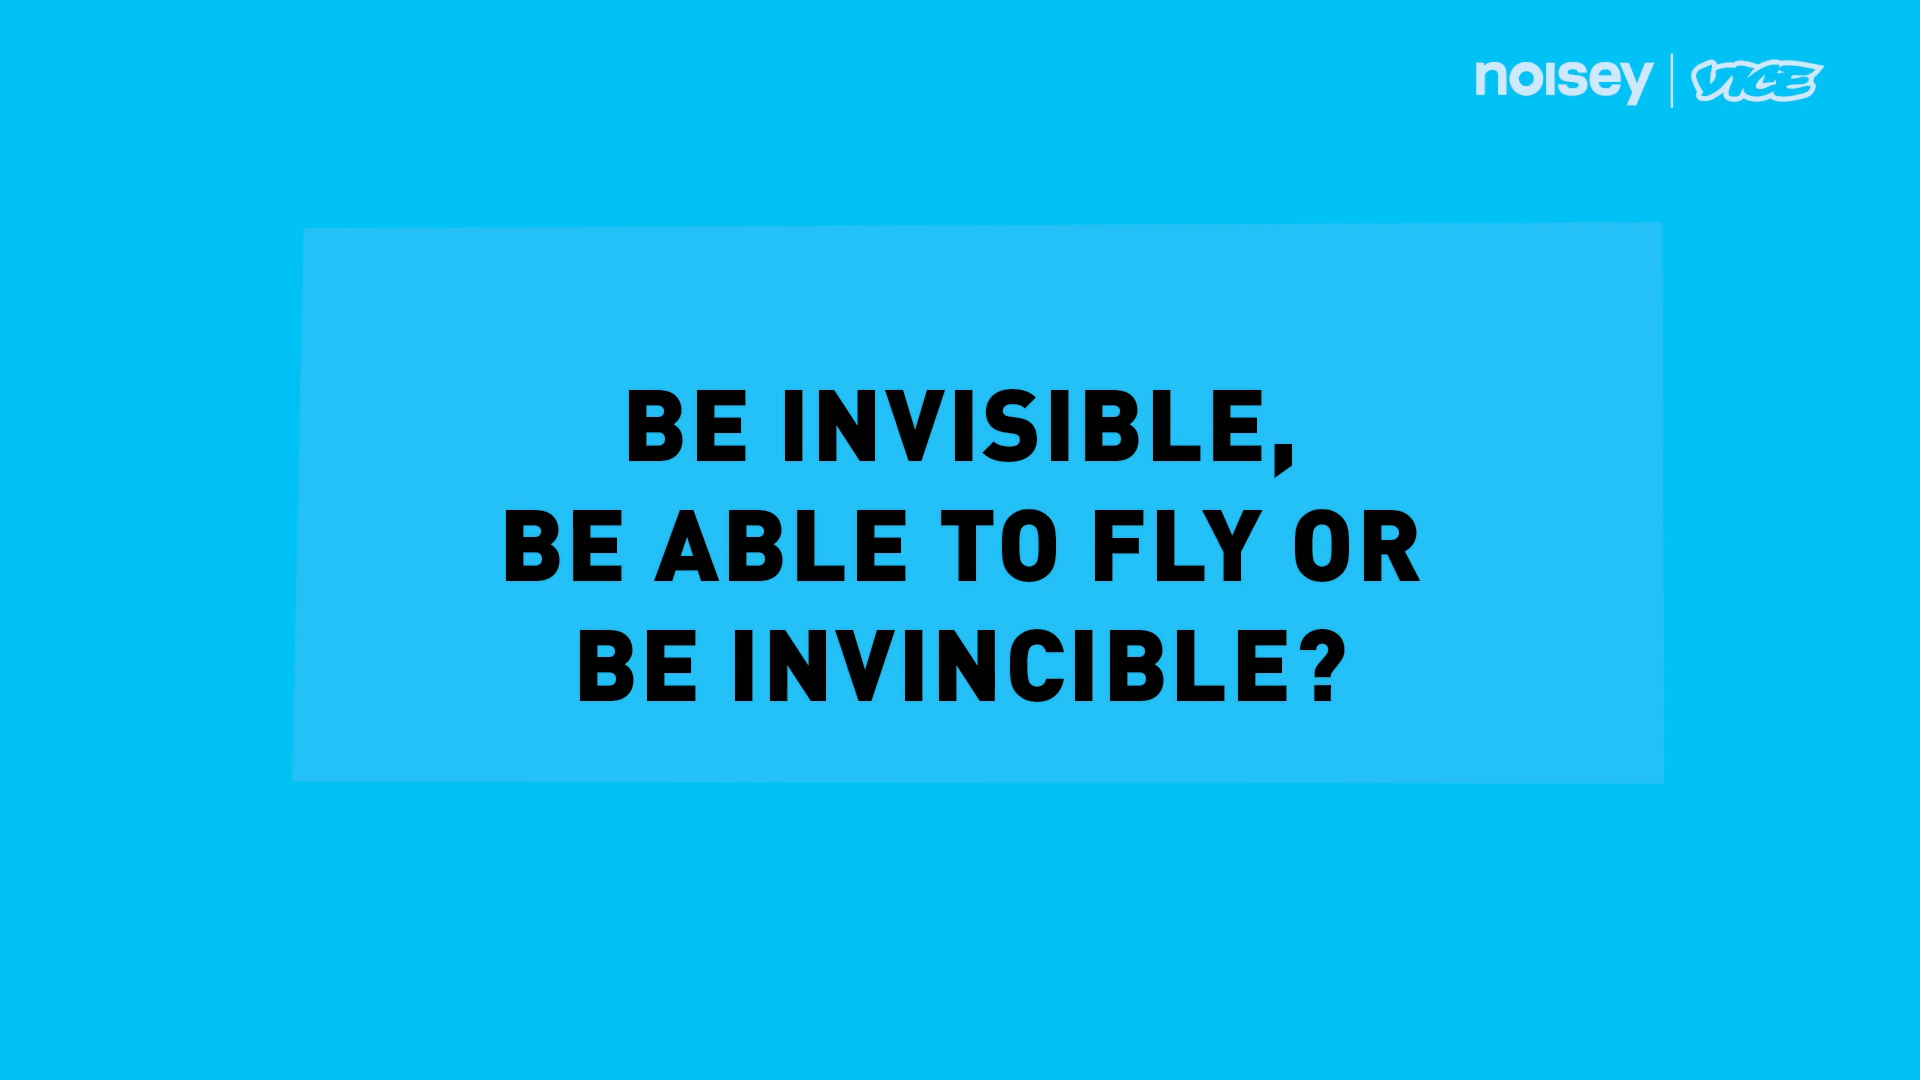 noisey | VICE
BE INVISIBLE,
BE ABLE TO FLY OR
BE INVINCIBLE?